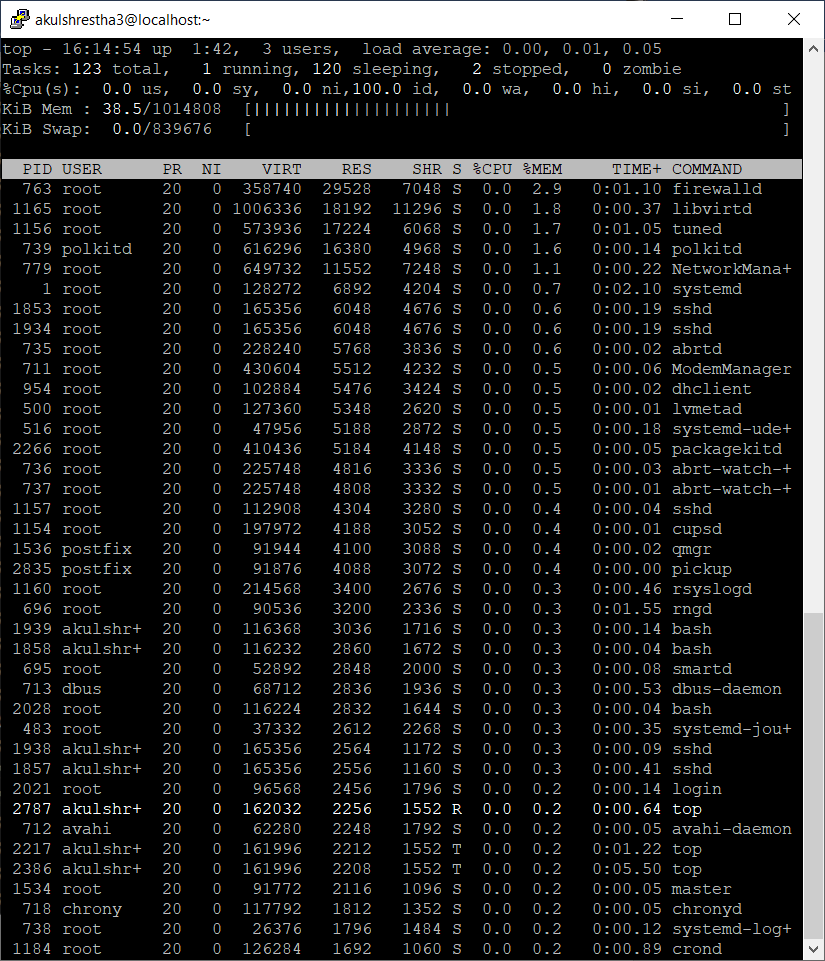 akulshrestha3@localhost:~
top - 16:14:54 up  1:42,  3 users,  load average: 0.00, 0.01, 0.05
Tasks: 123 total,   1 running, 120 sleeping,   2 stopped,   0 zombie
%Cpu(s):  0.0 us,  0.0 sy,  0.0 ni,100.0 id,  0.0 wa,  0.0 hi,  0.0 si,  0.0 st
KiB Mem : 38.5/1014808  [||||||||||||||||||||                                 ]
KiB Swap:  0.0/839676   [                                                     ]
  PID USER      PR  NI    VIRT    RES    SHR S %CPU %MEM     TIME+ COMMAND
  763 root      20   0  358740  29528   7048 S  0.0  2.9   0:01.10 firewalld
 1165 root      20   0 1006336  18192  11296 S  0.0  1.8   0:00.37 libvirtd
 1156 root      20   0  573936  17224   6068 S  0.0  1.7   0:01.05 tuned
  739 polkitd   20   0  616296  16380   4968 S  0.0  1.6   0:00.14 polkitd
  779 root      20   0  649732  11552   7248 S  0.0  1.1   0:00.22 NetworkMana+
    1 root      20   0  128272   6892   4204 S  0.0  0.7   0:02.10 systemd
 1853 root      20   0  165356   6048   4676 S  0.0  0.6   0:00.19 sshd
 1934 root      20   0  165356   6048   4676 S  0.0  0.6   0:00.19 sshd
  735 root      20   0  228240   5768   3836 S  0.0  0.6   0:00.02 abrtd
  711 root      20   0  430604   5512   4232 S  0.0  0.5   0:00.06 ModemManager
  954 root      20   0  102884   5476   3424 S  0.0  0.5   0:00.02 dhclient
  500 root      20   0  127360   5348   2620 S  0.0  0.5   0:00.01 lvmetad
  516 root      20   0   47956   5188   2872 S  0.0  0.5   0:00.18 systemd-ude+
 2266 root      20   0  410436   5184   4148 S  0.0  0.5   0:00.05 packagekitd
  736 root      20   0  225748   4816   3336 S  0.0  0.5   0:00.03 abrt-watch-+
  737 root      20   0  225748   4808   3332 S  0.0  0.5   0:00.01 abrt-watch-+
 1157 root      20   0  112908   4304   3280 S  0.0  0.4   0:00.04 sshd
 1154 root      20   0  197972   4188   3052 S  0.0  0.4   0:00.01 cupsd
 1536 postfix   20   0   91944   4100   3088 S  0.0  0.4   0:00.02 qmgr
 2835 postfix   20   0   91876   4088   3072 S  0.0  0.4   0:00.00 pickup
 1160 root      20   0  214568   3400   2676 S  0.0  0.3   0:00.46 rsyslogd
  696 root      20   0   90536   3200   2336 S  0.0  0.3   0:01.55 rngd
 1939 akulshr+  20   0  116368   3036   1716 S  0.0  0.3   0:00.14 bash
 1858 akulshr+  20   0  116232   2860   1672 S  0.0  0.3   0:00.04 bash
  695 root      20   0   52892   2848   2000 S  0.0  0.3   0:00.08 smartd
  713 dbus      20   0   68712   2836   1936 S  0.0  0.3   0:00.53 dbus-daemon
 2028 root      20   0  116224   2832   1644 S  0.0  0.3   0:00.04 bash
  483 root      20   0   37332   2612   2268 S  0.0  0.3   0:00.35 systemd-jou+
 1938 akulshr+  20   0  165356   2564   1172 S  0.0  0.3   0:00.09 sshd
 1857 akulshr+  20   0  165356   2556   1160 S  0.0  0.3   0:00.41 sshd
 2021 root      20   0   96568   2456   1796 S  0.0  0.2   0:00.14 login
 2787 akulshr+  20   0  162032   2256   1552 R  0.0  0.2   0:00.64 top
  712 avahi     20   0   62280   2248   1792 S  0.0  0.2   0:00.05 avahi-daemon
 2217 akulshr+  20   0  161996   2212   1552 T  0.0  0.2   0:01.22 top
 2386 akulshr+  20   0  161996   2208   1552 T  0.0  0.2   0:05.50 top
 1534 root      20   0   91772   2116   1096 S  0.0  0.2   0:00.05 master
  718 chrony    20   0  117792   1812   1352 S  0.0  0.2   0:00.05 chronyd
  738 root      20   0   26376   1796   1484 S  0.0  0.2   0:00.12 systemd-log+
 1184 root      20   0  126284   1692   1060 S  0.0  0.2   0:00.89 crond